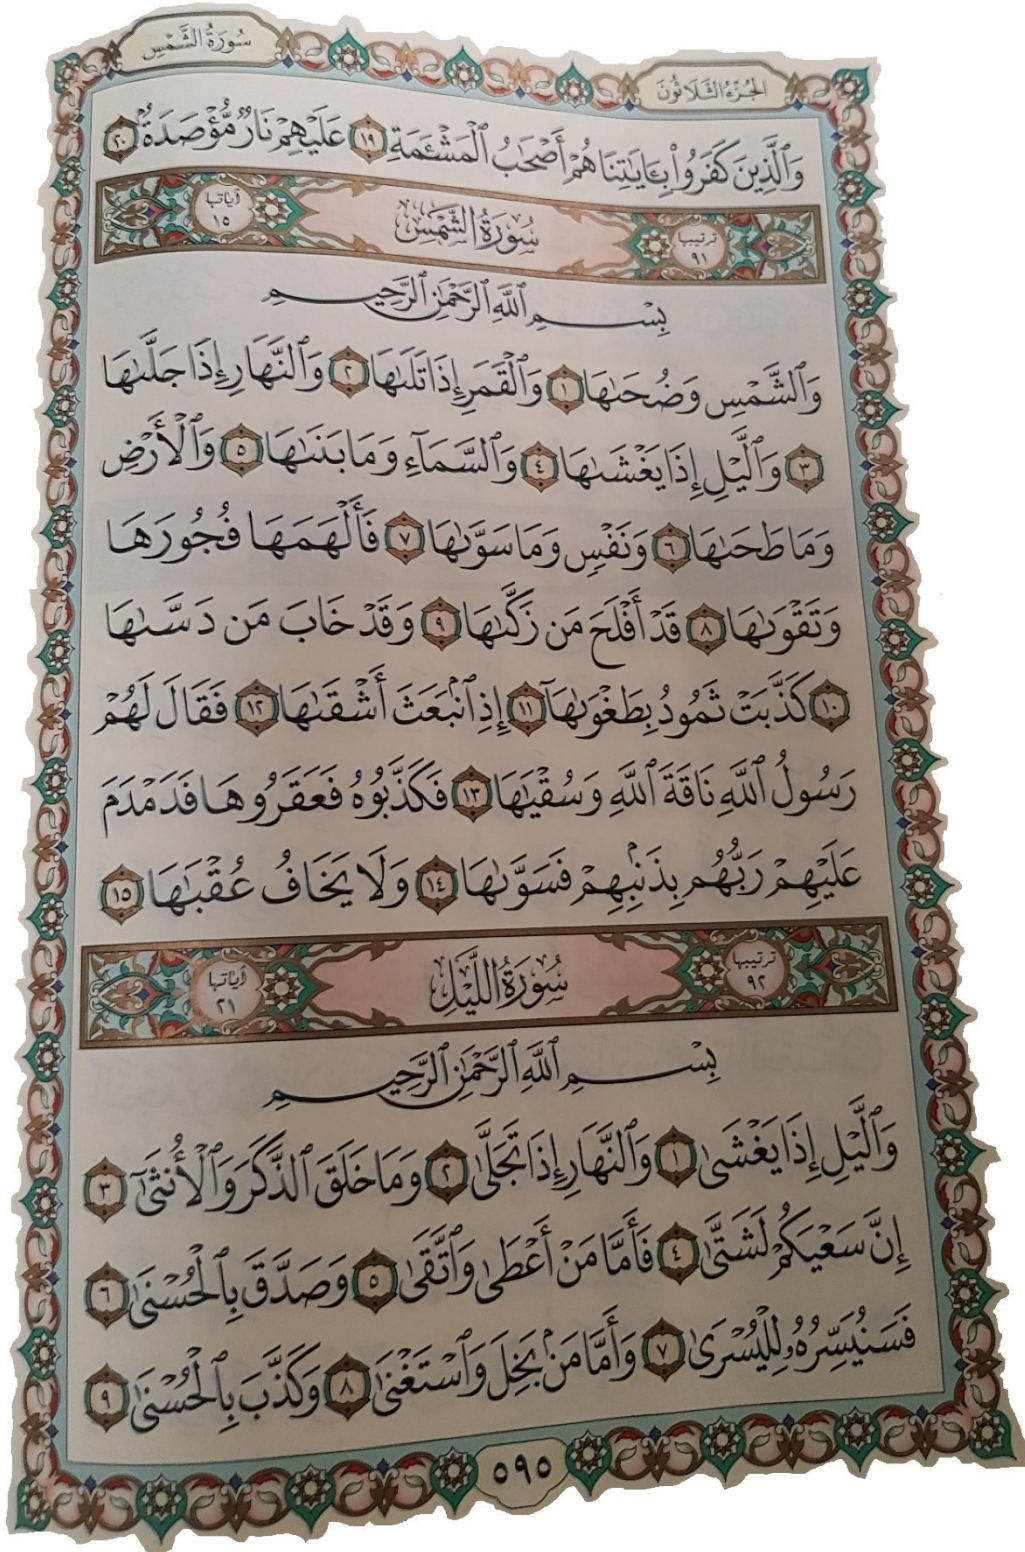 الجُزْءُ الثَّلَاثُونَ
سُورَةُ الشَّمْسِ
وَٱلَّذِينَ كَفَرُوا۟ بِـَٔايَـٰتِنَا هُمْ أَصْحَـٰبُ ٱلْمَشْـَٔمَةِ ١٩ عَلَيْهِمْ نَارٌ مُّؤْصَدَةٌۢ ٢٠
ترتيبها ٩١
سُورَةُ الشَّمْسِ
آياتها ١٥
بِسْمِ ٱللَّهِ ٱلرَّحْمَـٰنِ ٱلرَّحِيمِ
وَٱلشَّمْسِ وَضُحَىٰهَا ١ وَٱلْقَمَرِ إِذَا تَلَىٰهَا ٢ وَٱلنَّهَارِ إِذَا جَلَّىٰهَا
٣ وَٱلَّيْلِ إِذَا يَغْشَىٰهَا ٤ وَٱلسَّمَآءِ وَمَا بَنَىٰهَا ٥ وَٱلْأَرْضِ
وَمَا طَحَىٰهَا ٦ وَنَفْسٍ وَمَا سَوَّىٰهَا ٧ فَأَلْهَمَهَا فُجُورَهَا
وَتَقْوَىٰهَا ٨ قَدْ أَفْلَحَ مَن زَكَّىٰهَا ٩ وَقَدْ خَابَ مَن دَسَّىٰهَا
١٠ كَذَّبَتْ ثَمُودُ بِطَغْوَىٰهَآ ١١ إِذِ ٱنۢبَعَثَ أَشْقَىٰهَا ١٢ فَقَالَ لَهُمْ
رَسُولُ ٱللَّهِ نَاقَةَ ٱللَّهِ وَسُقْيَـٰهَا ١٣ فَكَذَّبُوهُ فَعَقَرُوهَا فَدَمْدَمَ
عَلَيْهِمْ رَبُّهُم بِذَنۢبِهِمْ فَسَوَّىٰهَا ١٤ وَلَا يَخَافُ عُقْبَـٰهَا ١٥
ترتيبها ٩٢
سُورَةُ اللَّيْلِ
آياتها ٢١
بِسْمِ ٱللَّهِ ٱلرَّحْمَـٰنِ ٱلرَّحِيمِ
وَٱلَّيْلِ إِذَا يَغْشَىٰ ١ وَٱلنَّهَارِ إِذَا تَجَلَّىٰ ٢ وَمَا خَلَقَ ٱلذَّكَرَ وَٱلْأُنثَىٰٓ ٣
إِنَّ سَعْيَكُمْ لَشَتَّىٰ ٤ فَأَمَّا مَنْ أَعْطَىٰ وَٱتَّقَىٰ ٥ وَصَدَّقَ بِٱلْحُسْنَىٰ ٦
فَسَنُيَسِّرُهُۥ لِلْيُسْرَىٰ ٧ وَأَمَّا مَنۢ بَخِلَ وَٱسْتَغْنَىٰ ٨ وَكَذَّبَ بِٱلْحُسْنَىٰ ٩
٥٩٥